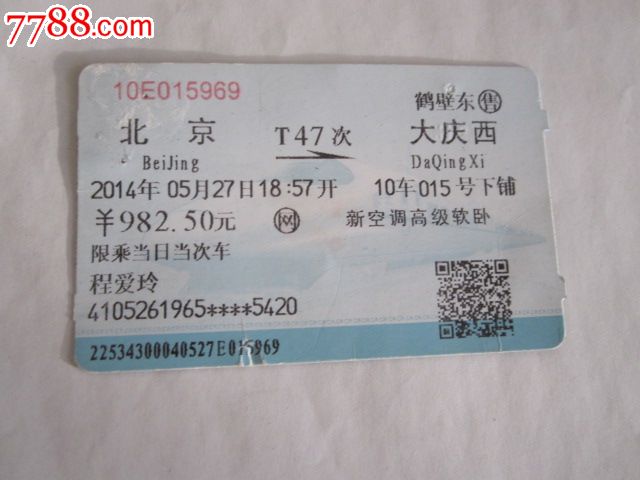 7788.com
10E015969
鹤壁东 售
北 京 T47次 大庆西
BeiJing DaQingXi
2014年05月27日18:57开 10车015号下铺
￥982.50元 网 新空调高级软卧
限乘当日当次车
程爱玲
4105261965****5420
22534300040527E015969